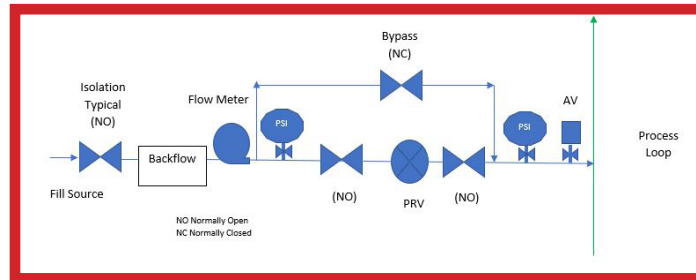 Bypass
(NC)
Isolation
Typical
(NO)
Flow Meter
PSI
PSI
AV
Backflow
Process
Loop
Fill Source
(NO)
PRV
(NO)
NO Normally Open
NC Normally Closed